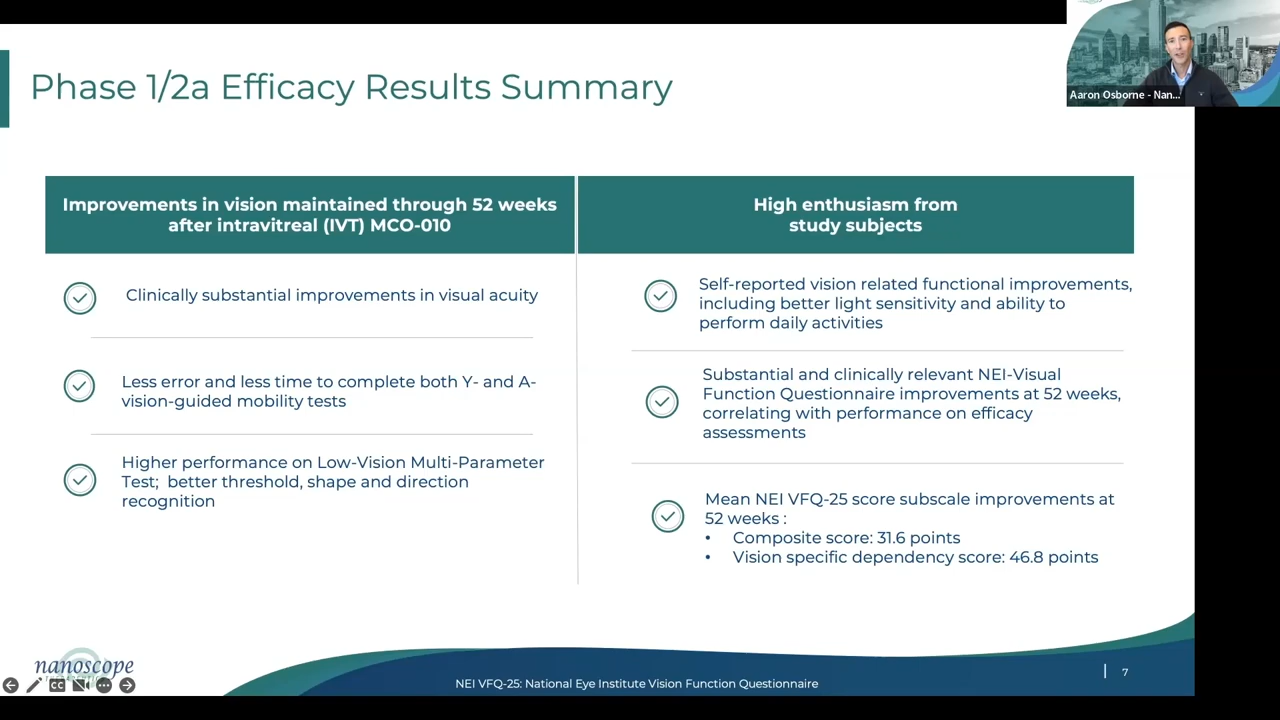 Aaron Osborne - Nan...
Phase 1/2a Efficacy Results Summary
Improvements in vision maintained through 52 weeks
after intravitreal (IVT) MCO-010
Clinically substantial improvements in visual acuity
Less error and less time to complete both Y- and A-
vision-guided mobility tests
Higher performance on Low-Vision Multi-Parameter
Test;  better threshold, shape and direction
recognition
High enthusiasm from
study subjects
Self-reported vision related functional improvements,
including better light sensitivity and ability to
perform daily activities
Substantial and clinically relevant NEI-Visual
Function Questionnaire improvements at 52 weeks,
correlating with performance on efficacy
assessments
Mean NEI VFQ-25 score subscale improvements at
52 weeks :
• Composite score: 31.6 points
• Vision specific dependency score: 46.8 points
nanoscope
CC
NEI VFQ-25: National Eye Institute Vision Function Questionnaire
| 7